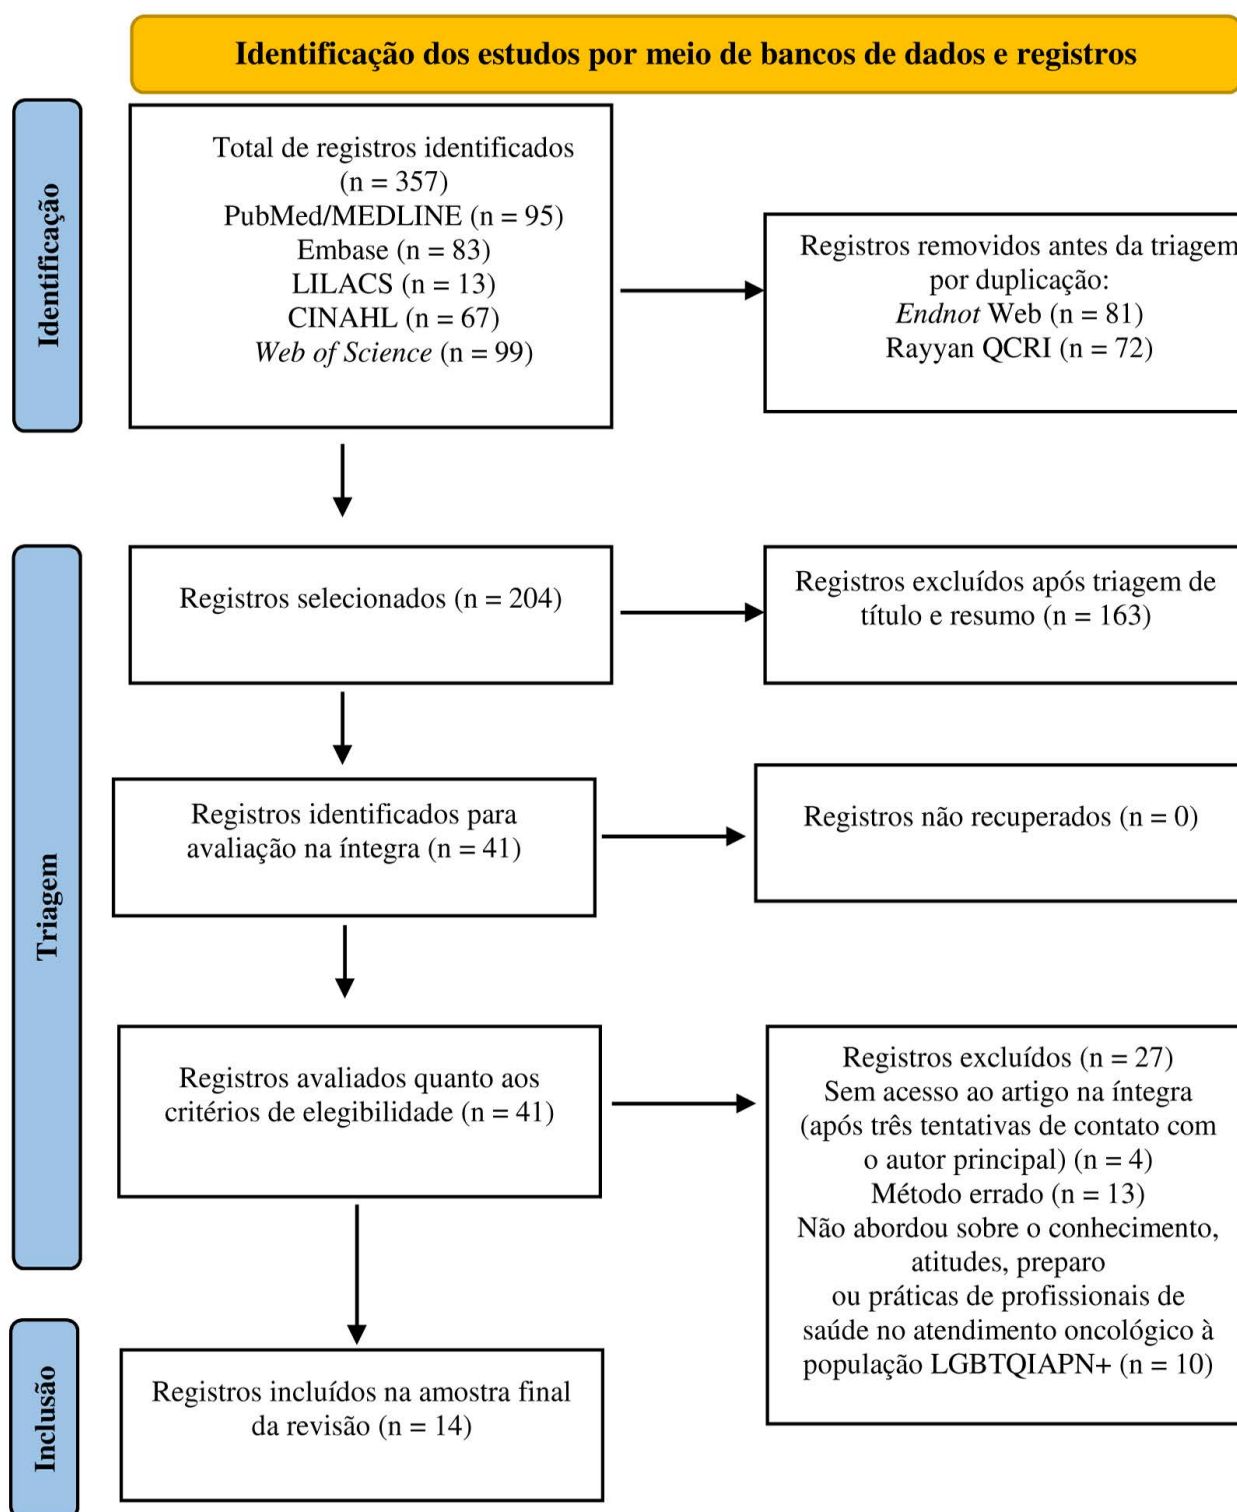 Identificação dos estudos por meio de bancos de dados e registros
Identificação
Total de registros identificados
(n = 357)
PubMed/MEDLINE (n = 95)
Embase (n = 83)
LILACS (n = 13)
CINAHL (n = 67)
Web of Science (n = 99)
Registros removidos antes da triagem
por duplicação:
Endnot Web (n = 81)
Rayyan QCRI (n = 72)
Triagem
Registros selecionados (n = 204)
Registros excluídos após triagem de
título e resumo (n = 163)
Registros identificados para
avaliação na íntegra (n = 41)
Registros não recuperados (n = 0)
Registros avaliados quanto aos
critérios de elegibilidade (n = 41)
Registros excluídos (n = 27)
Sem acesso ao artigo na íntegra
(após três tentativas de contato com
o autor principal) (n = 4)
Método errado (n = 13)
Não abordou sobre o conhecimento,
atitudes, preparo
ou práticas de profissionais de
saúde no atendimento oncológico à
população LGBTQIAPN+ (n = 10)
Inclusão
Registros incluídos na amostra final
da revisão (n = 14)